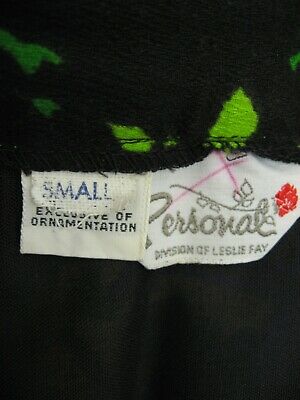 SMALL
EXCLUSIVE OF
ORNAMENTATION
Personal
DIVISION OF LESLIE FAY